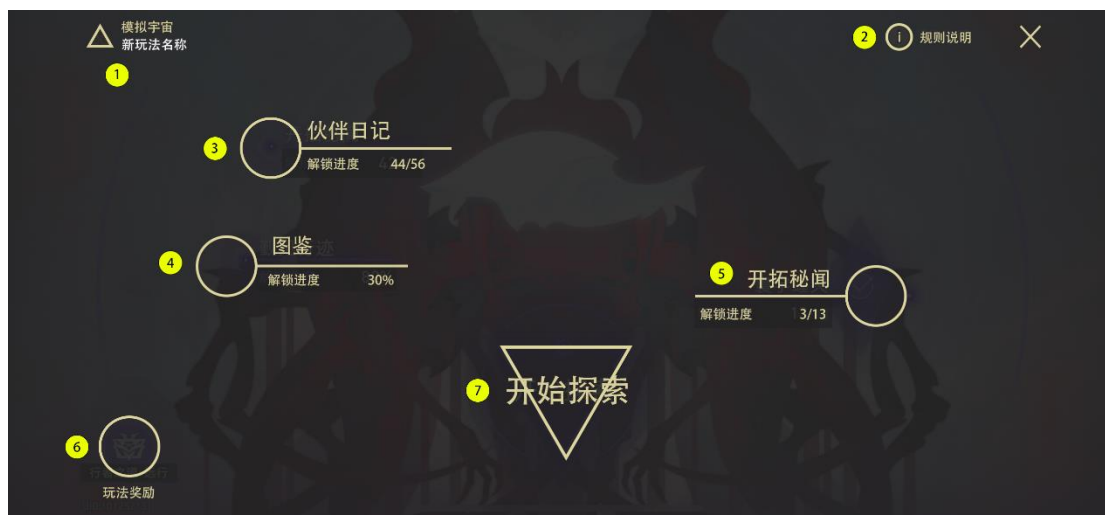 模拟宇宙
新玩法名称
1
2
i
规则说明
3
伙伴日记
解锁进度 44/56
4
图鉴
解锁进度 30%
5
开拓秘闻
解锁进度 3/13
7
开始探索
6
玩法奖励